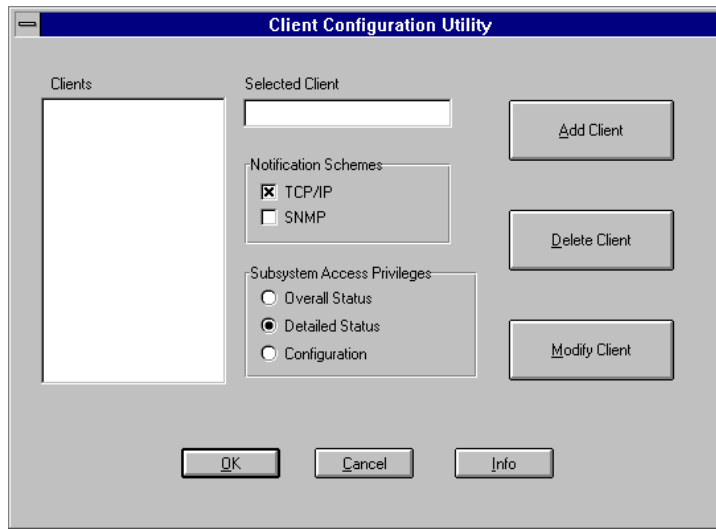 Client Configuration Utility
Clients
Selected Client
Add Client
Notification Schemes
TCP/IP
SNMP
Delete Client
Subsystem Access Privileges
Overall Status
Detailed Status
Configuration
Modify Client
OK
Cancel
Info